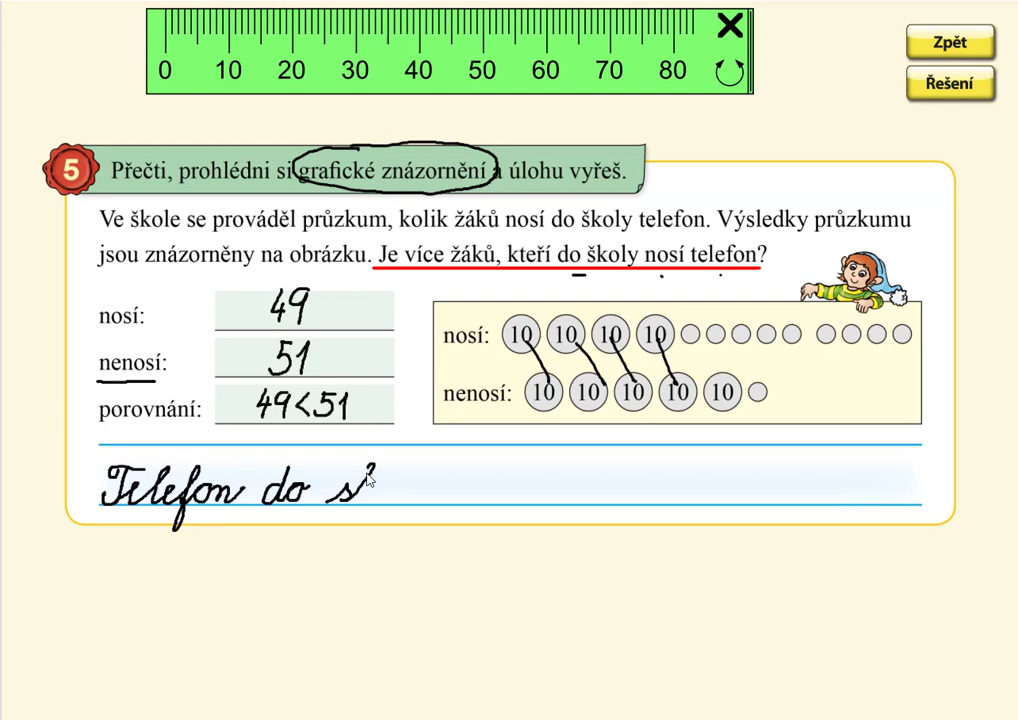 0 10 20 30 40 50 60 70 80
Zpět
Řešení
5 Přečti, prohlédni si grafické znázornění a úlohu vyřeš.
Ve škole se prováděl průzkum, kolik žáků nosí do školy telefon. Výsledky průzkumu
jsou znázorněny na obrázku. Je více žáků, kteří do školy nosí telefon?
nosí: 49
nenosí: 51
porovnání: 49<51
nosí: 10 10 10 10
nenosí: 10 10 10 10 10
Telefon do